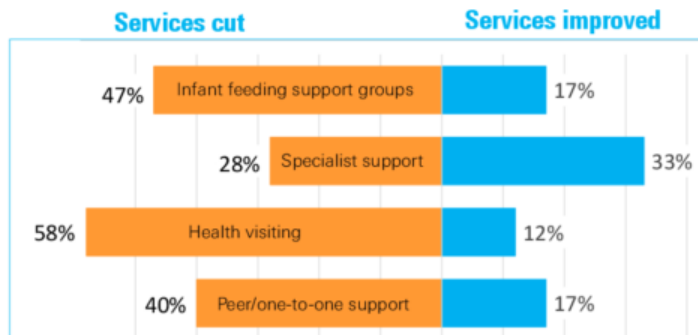 Services cut Services improved
47% Infant feeding support groups 17%
28% Specialist support 33%
58% Health visiting 12%
40% Peer/one-to-one support 17%